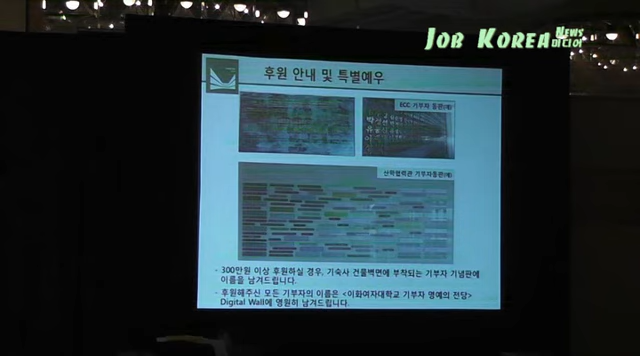 JOB KOREA NEWS
미디어
후원 안내 및 특별예우
ECC 기부자 동판(예)
산학협력관 기부자동판(예)
- 300만원 이상 후원하실 경우, 기숙사 건물벽면에 부착되는 기부자 기념판에
이름을 남겨드립니다.
- 후원해주신 모든 기부자의 이름은 <이화여자대학교 기부자 명예의 전당>
Digital Wall에 영원히 남겨드립니다.